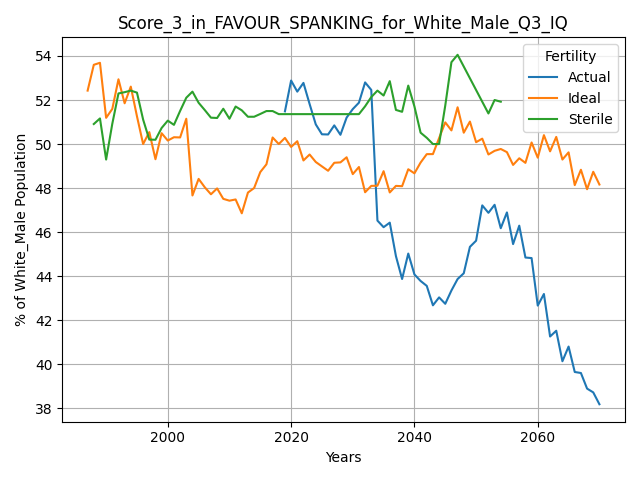 Score_3_in_FAVOUR_SPANKING_for_White_Male_Q3_IQ
% of White_Male Population
54
52
50
48
46
44
42
40
38
Fertility
Actual
Ideal
Sterile
2000
2020
2040
2060
Years